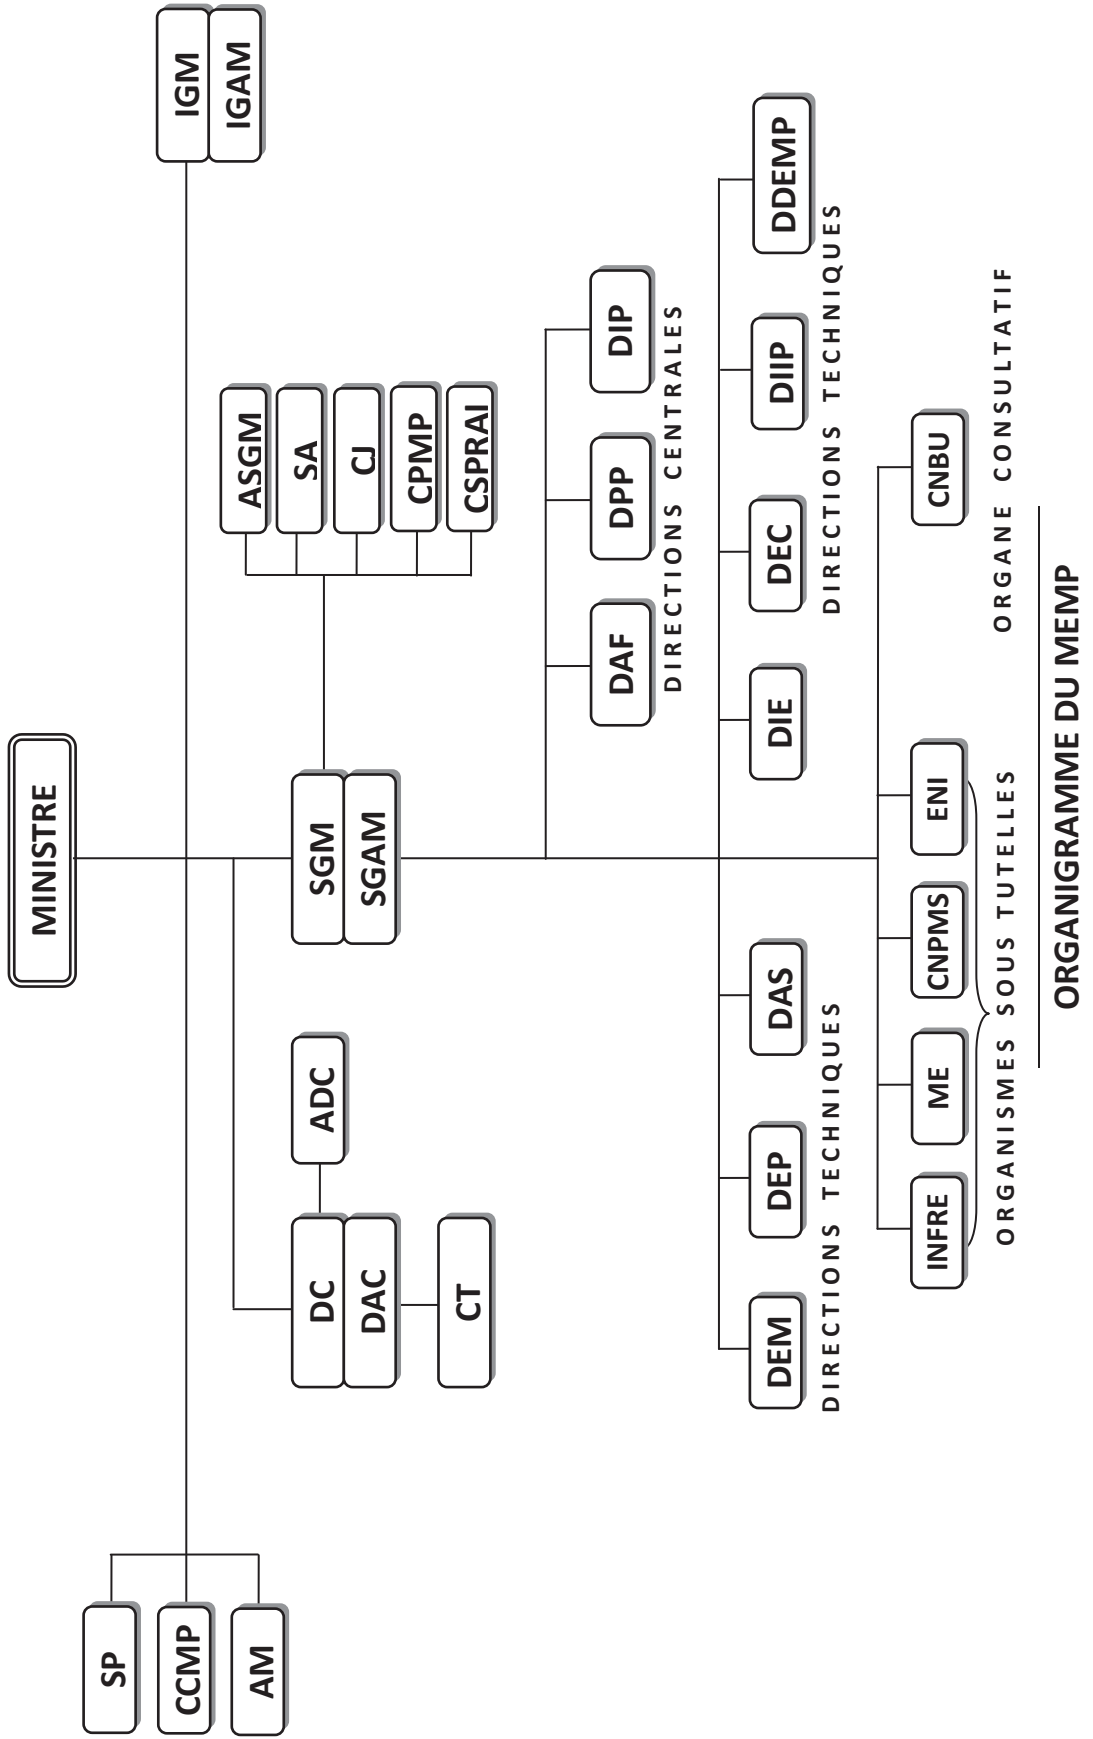 MINISTRE
SP
CCMP
AM
IGM
IGAM
DC
DAC
ADC
CT
SGM
SGAM
ASGM
SA
CJ
CPMP
CSPRAI
DAF
DPP
DIP
DIRECTIONS CENTRALES
DEM
DEP
DAS
DIE
DEC
DIIP
DDEMP
DIRECTIONS TECHNIQUES
DIRECTIONS TECHNIQUES
INFRE
ME
CNPMS
ENI
CNBU
ORGANISMES SOUS TUTELLES
ORGANE CONSULTATIF
ORGANIGRAMME DU MEMP